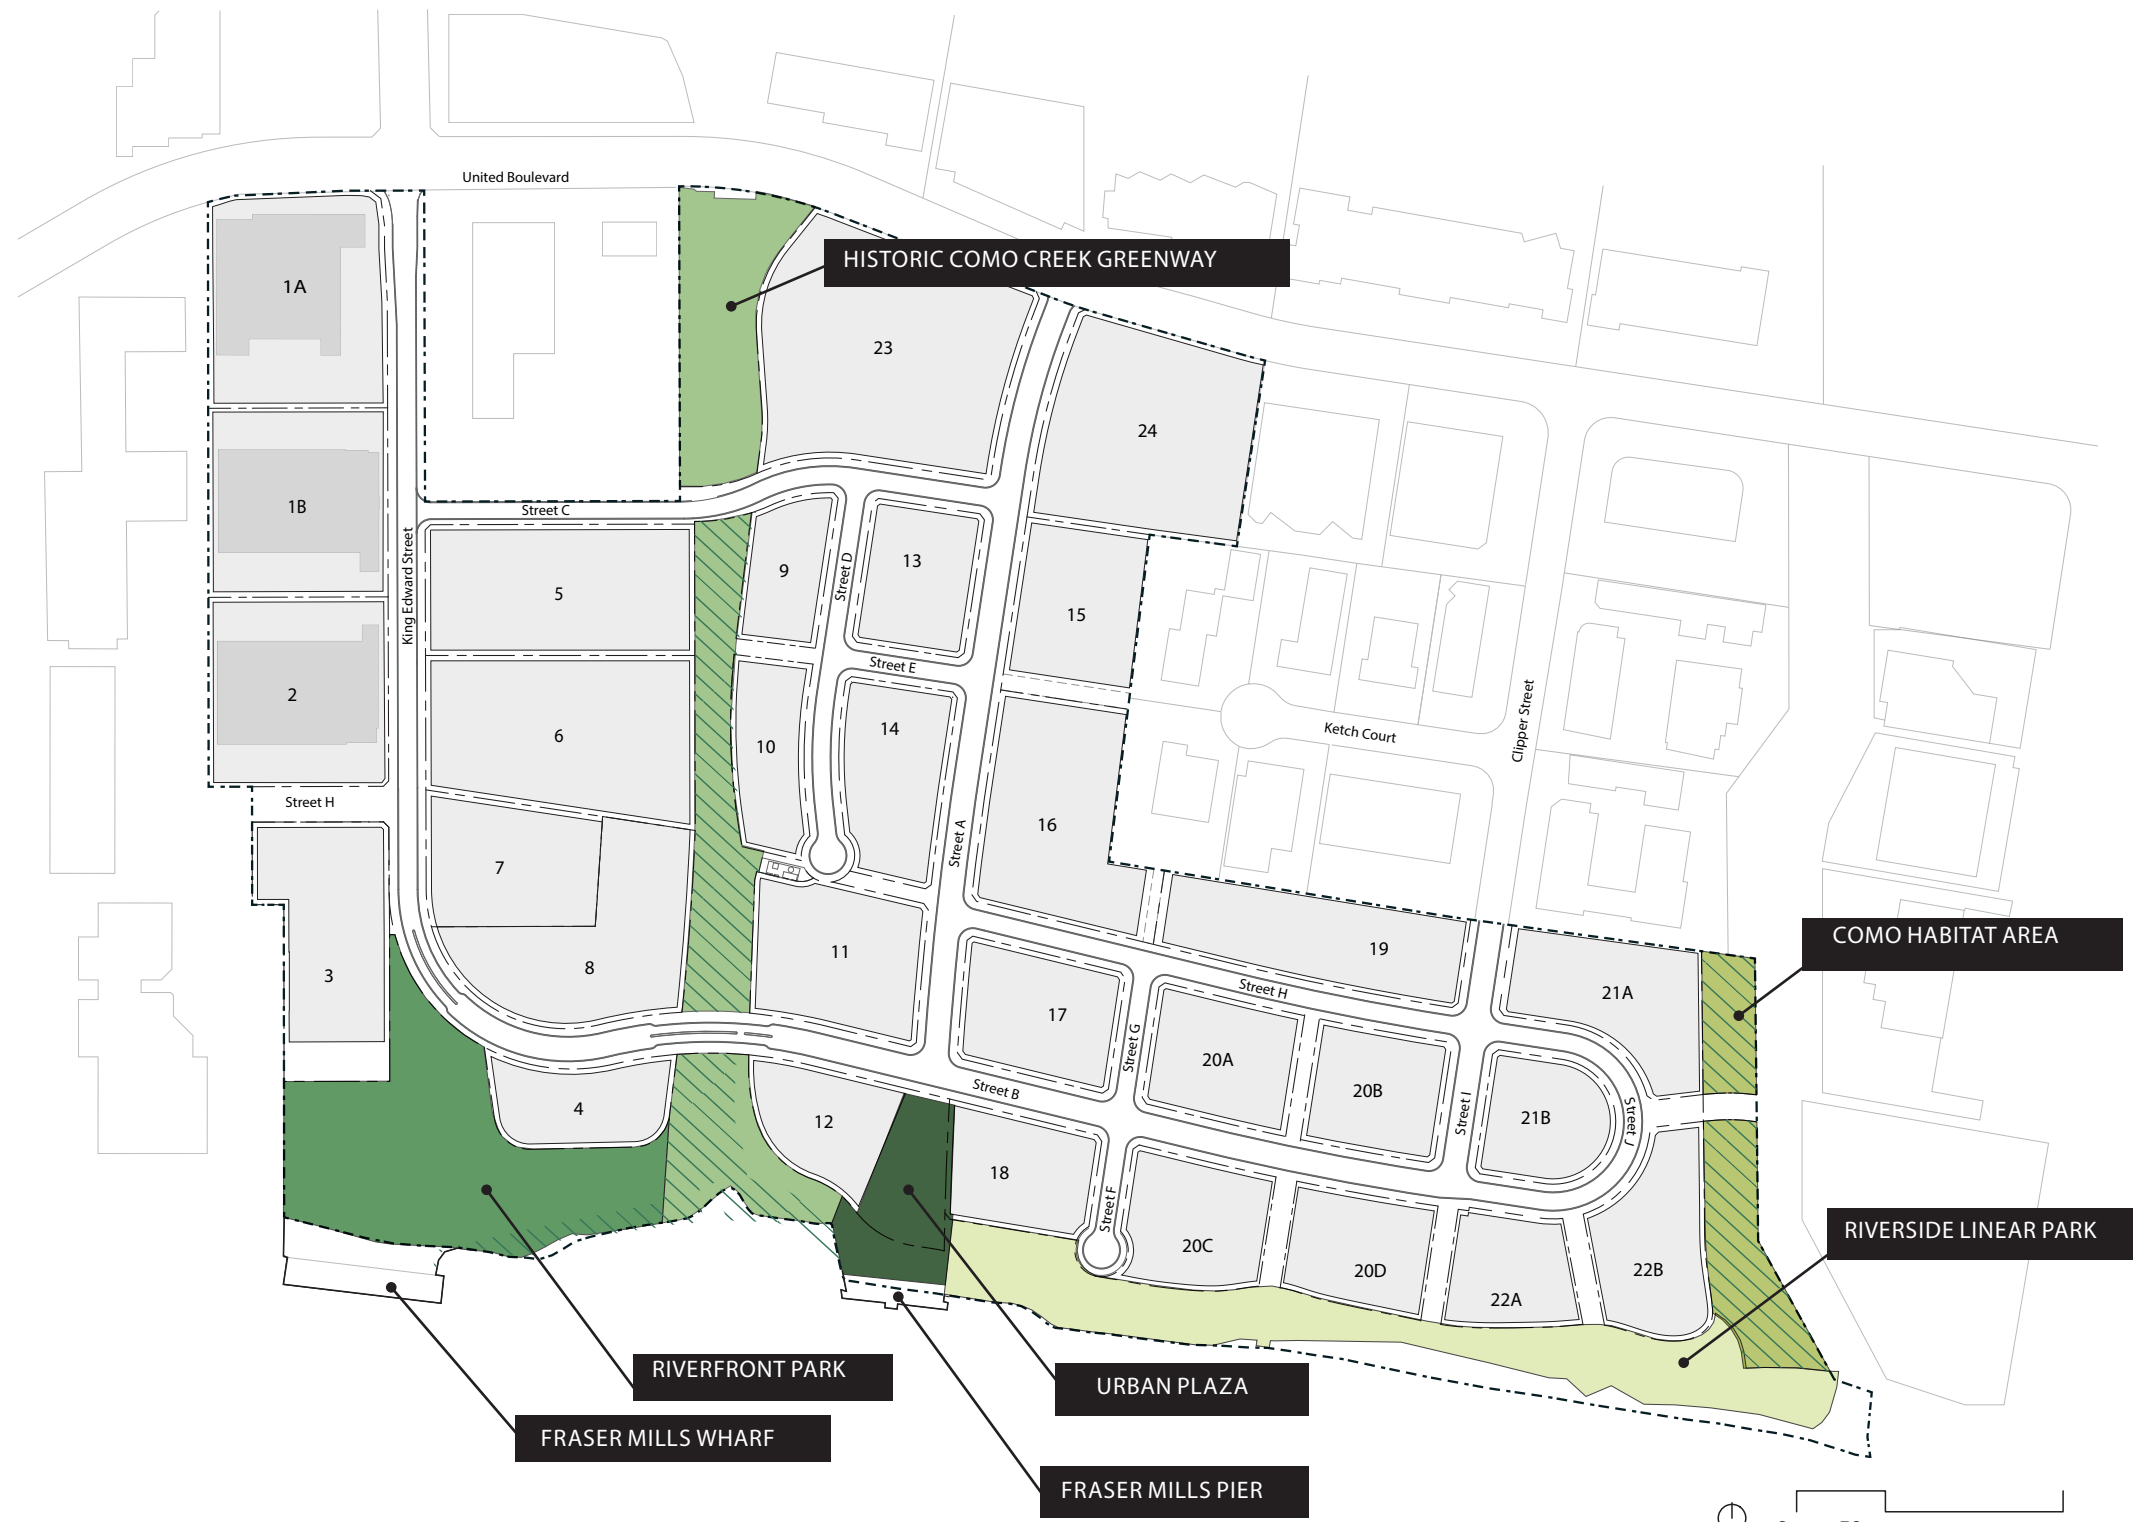 United Boulevard
HISTORIC COMO CREEK GREENWAY
1A
23
24
1B
Street C
King Edward Street
5
9
Street D
13
15
Street E
2
6
10
14
Ketch Court
Clipper Street
Street H
7
16
Street A
3
8
11
19
COMO HABITAT AREA
17
Street H
21A
Street G
20A
20B
Street B
4
12
Street I
21B
Street J
18
Street F
20C
20D
22A
22B
RIVERSIDE LINEAR PARK
RIVERFRONT PARK
URBAN PLAZA
FRASER MILLS WHARF
FRASER MILLS PIER